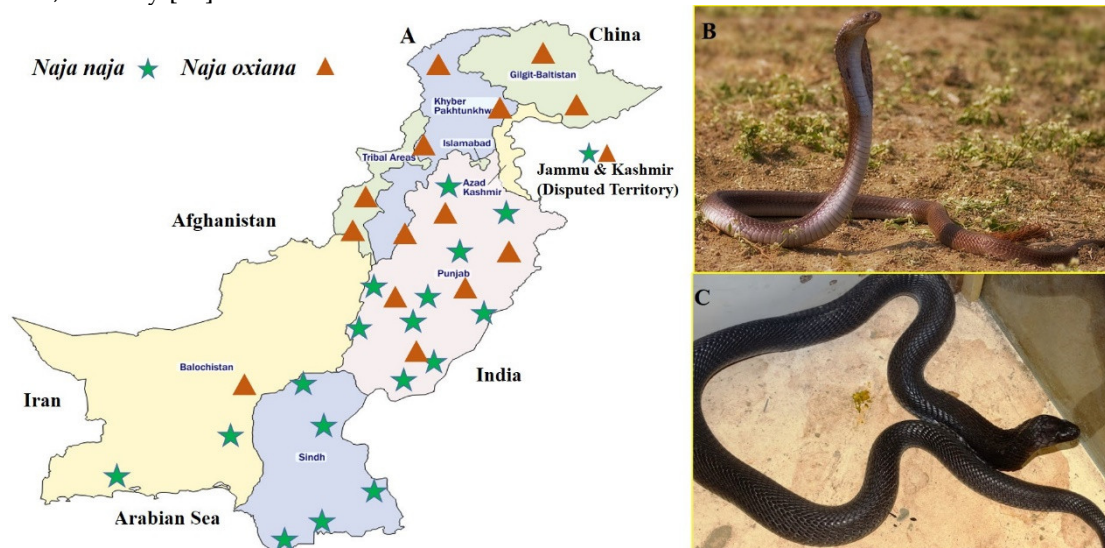 A
China
B
Naja naja
Naja oxiana
Gilgit-Baltistan
Khyber
Pakhtunkhw
Islamabad
Tribal Areas
Jammu & Kashmir
(Disputed Territory)
Azad
Kashmir
Afghanistan
Punjab
C
Balochistan
India
Iran
Sindh
Arabian Sea